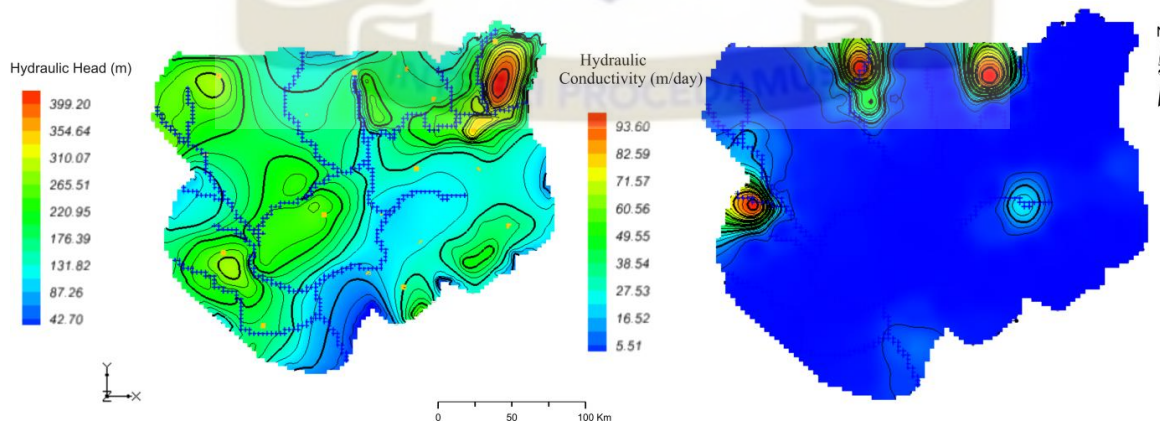 Hydraulic Head (m)
399.20
354.64
310.07
265.51
220.95
176.39
131.82
87.26
42.70
Y
Z
X
Hydraulic
Conductivity (m/day)
93.60
82.59
71.57
60.56
49.55
38.54
27.53
16.52
5.51
PROCEDAMUS
0 50 100 Km